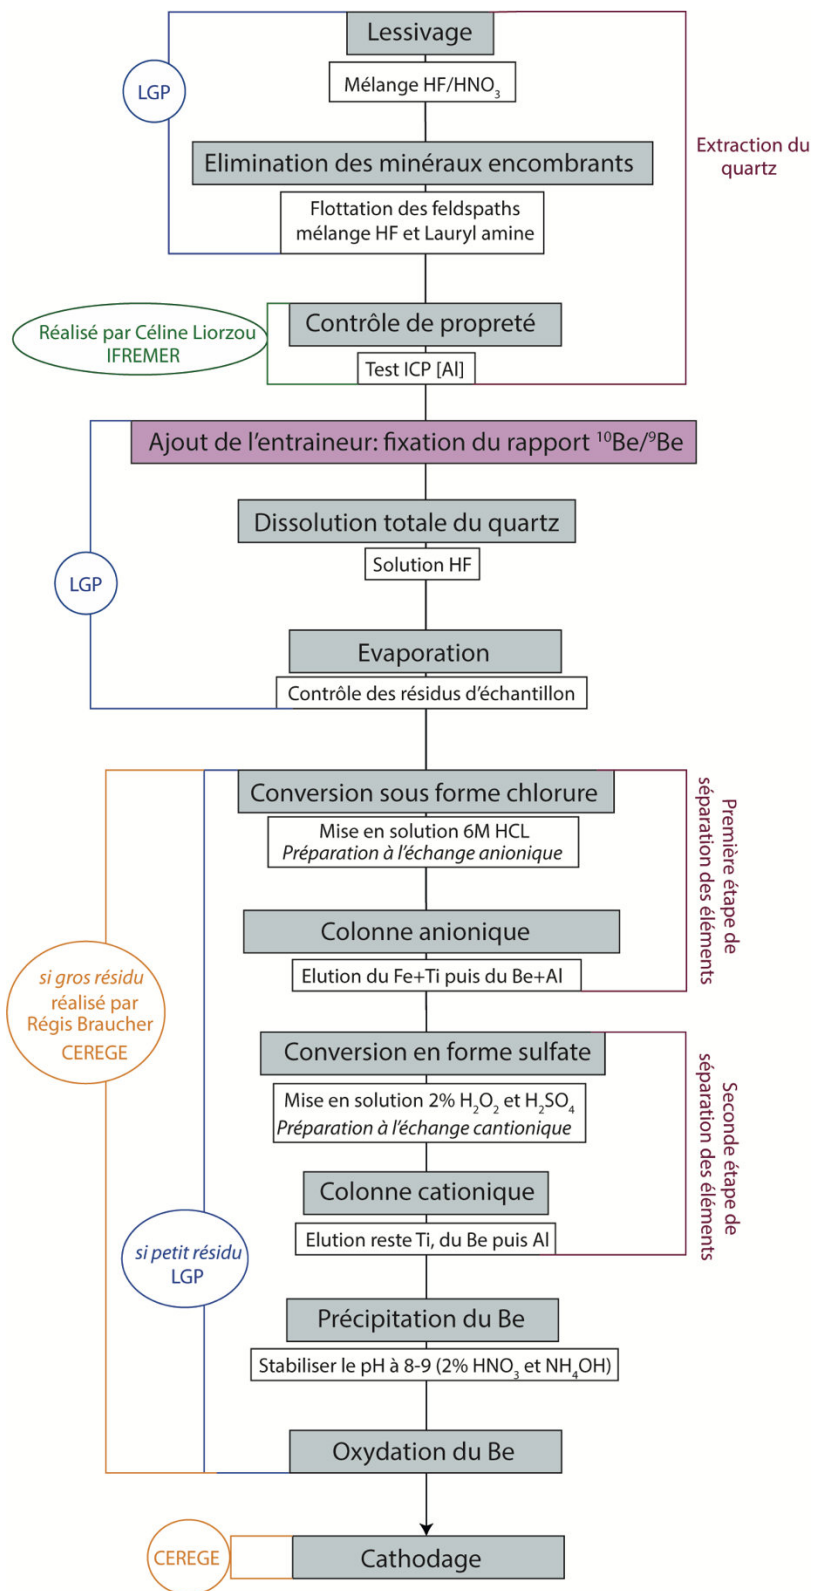 Lessivage
Mélange HF/HNO₃
LGP
Extraction du
quartz
Elimination des minéraux encombrants
Flottation des feldspaths
mélange HF et Lauryl amine
Contrôle de propreté
Réalisé par Céline Liorzou
IFREMER
Test ICP [Al]
Ajout de l'entraineur: fixation du rapport ¹⁰Be/⁹Be
Dissolution totale du quartz
Solution HF
LGP
Evaporation
Contrôle des résidus d'échantillon
Conversion sous forme chlorure
Mise en solution 6M HCL
Préparation à l'échange anionique
Première étape de
séparation des éléments
Colonne anionique
Elution du Fe+Ti puis du Be+Al
si gros résidu
réalisé par
Régis Braucher
CEREGE
Conversion en forme sulfate
Mise en solution 2% H₂O₂ et H₂SO₄
Préparation à l'échange cantionique
Seconde étape de
séparation des éléments
Colonne cationique
Elution reste Ti, du Be puis Al
si petit résidu
LGP
Précipitation du Be
Stabiliser le pH à 8-9 (2% HNO₃ et NH₄OH)
Oxydation du Be
CEREGE
Cathodage